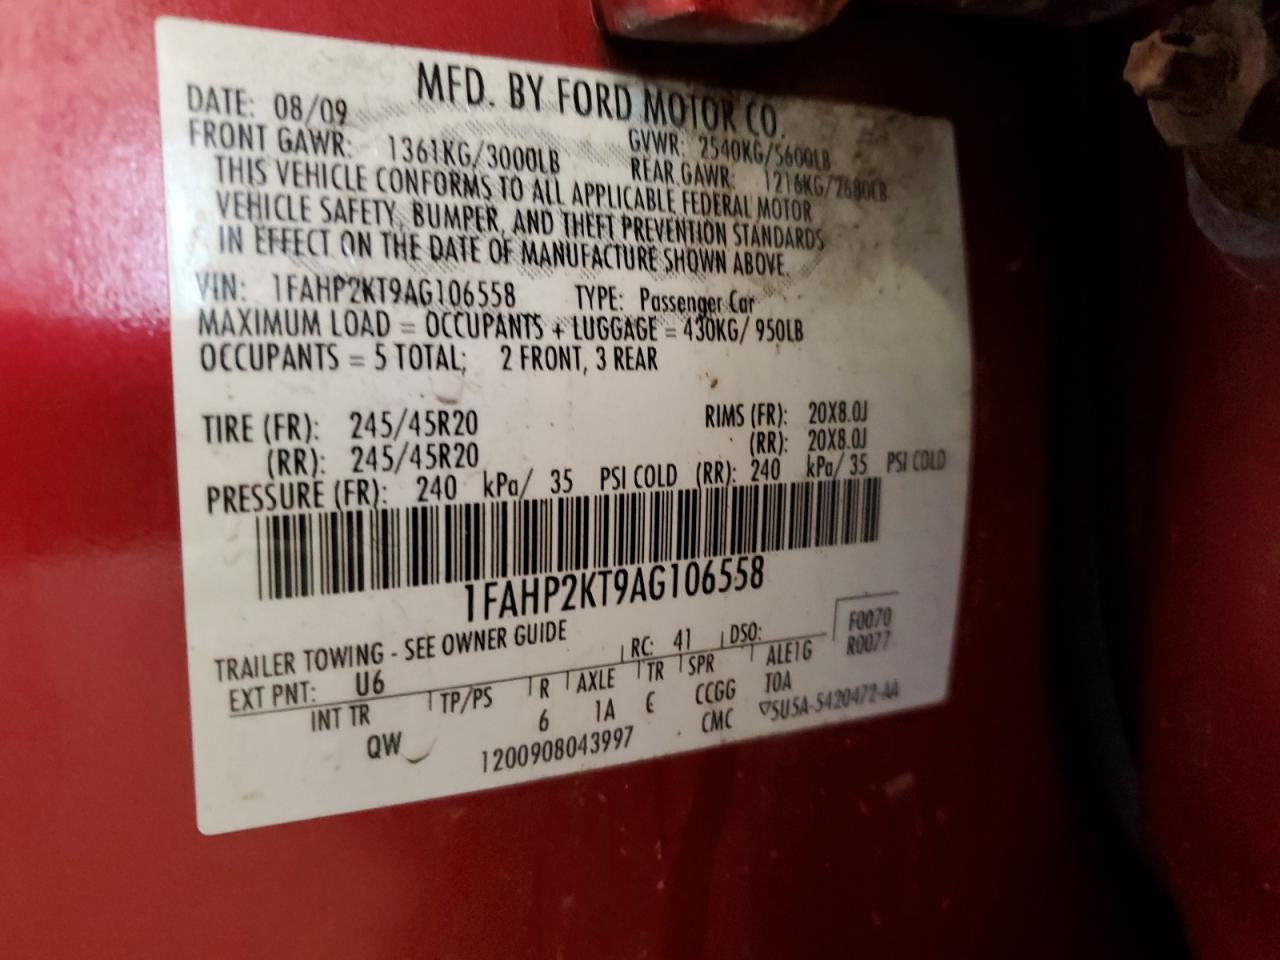 MFD. BY FORD MOTOR CO.
DATE: 08/09
GVWR: 2540KG/5600LB
FRONT GAWR: 1361KG/3000LB
REAR GAWR: 1216KG/2680LB
THIS VEHICLE CONFORMS TO ALL APPLICABLE FEDERAL MOTOR
VEHICLE SAFETY, BUMPER, AND THEFT PREVENTION STANDARDS
IN EFFECT ON THE DATE OF MANUFACTURE SHOWN ABOVE.
VIN: 1FAHP2KT9AG106558 TYPE: Passenger Car
MAXIMUM LOAD = OCCUPANTS + LUGGAGE = 430KG/ 950LB
OCCUPANTS = 5 TOTAL; 2 FRONT, 3 REAR
TIRE (FR): 245/45R20 RIMS (FR): 20X8.0J
(RR): 245/45R20 (RR): 20X8.0J
PRESSURE (FR): 240 kPa/ 35 PSI COLD (RR): 240 kPa/ 35 PSI COLD
1FAHP2KT9AG106558
TRAILER TOWING - SEE OWNER GUIDE RC: 41 DSO: F0070
EXT PNT: U6 R0077
INT TR TP/PS R AXLE TR SPR ALE1G
QW 6 1A CCGG TOA
1200908043997 CMC ▽5U5A-5420472-AA